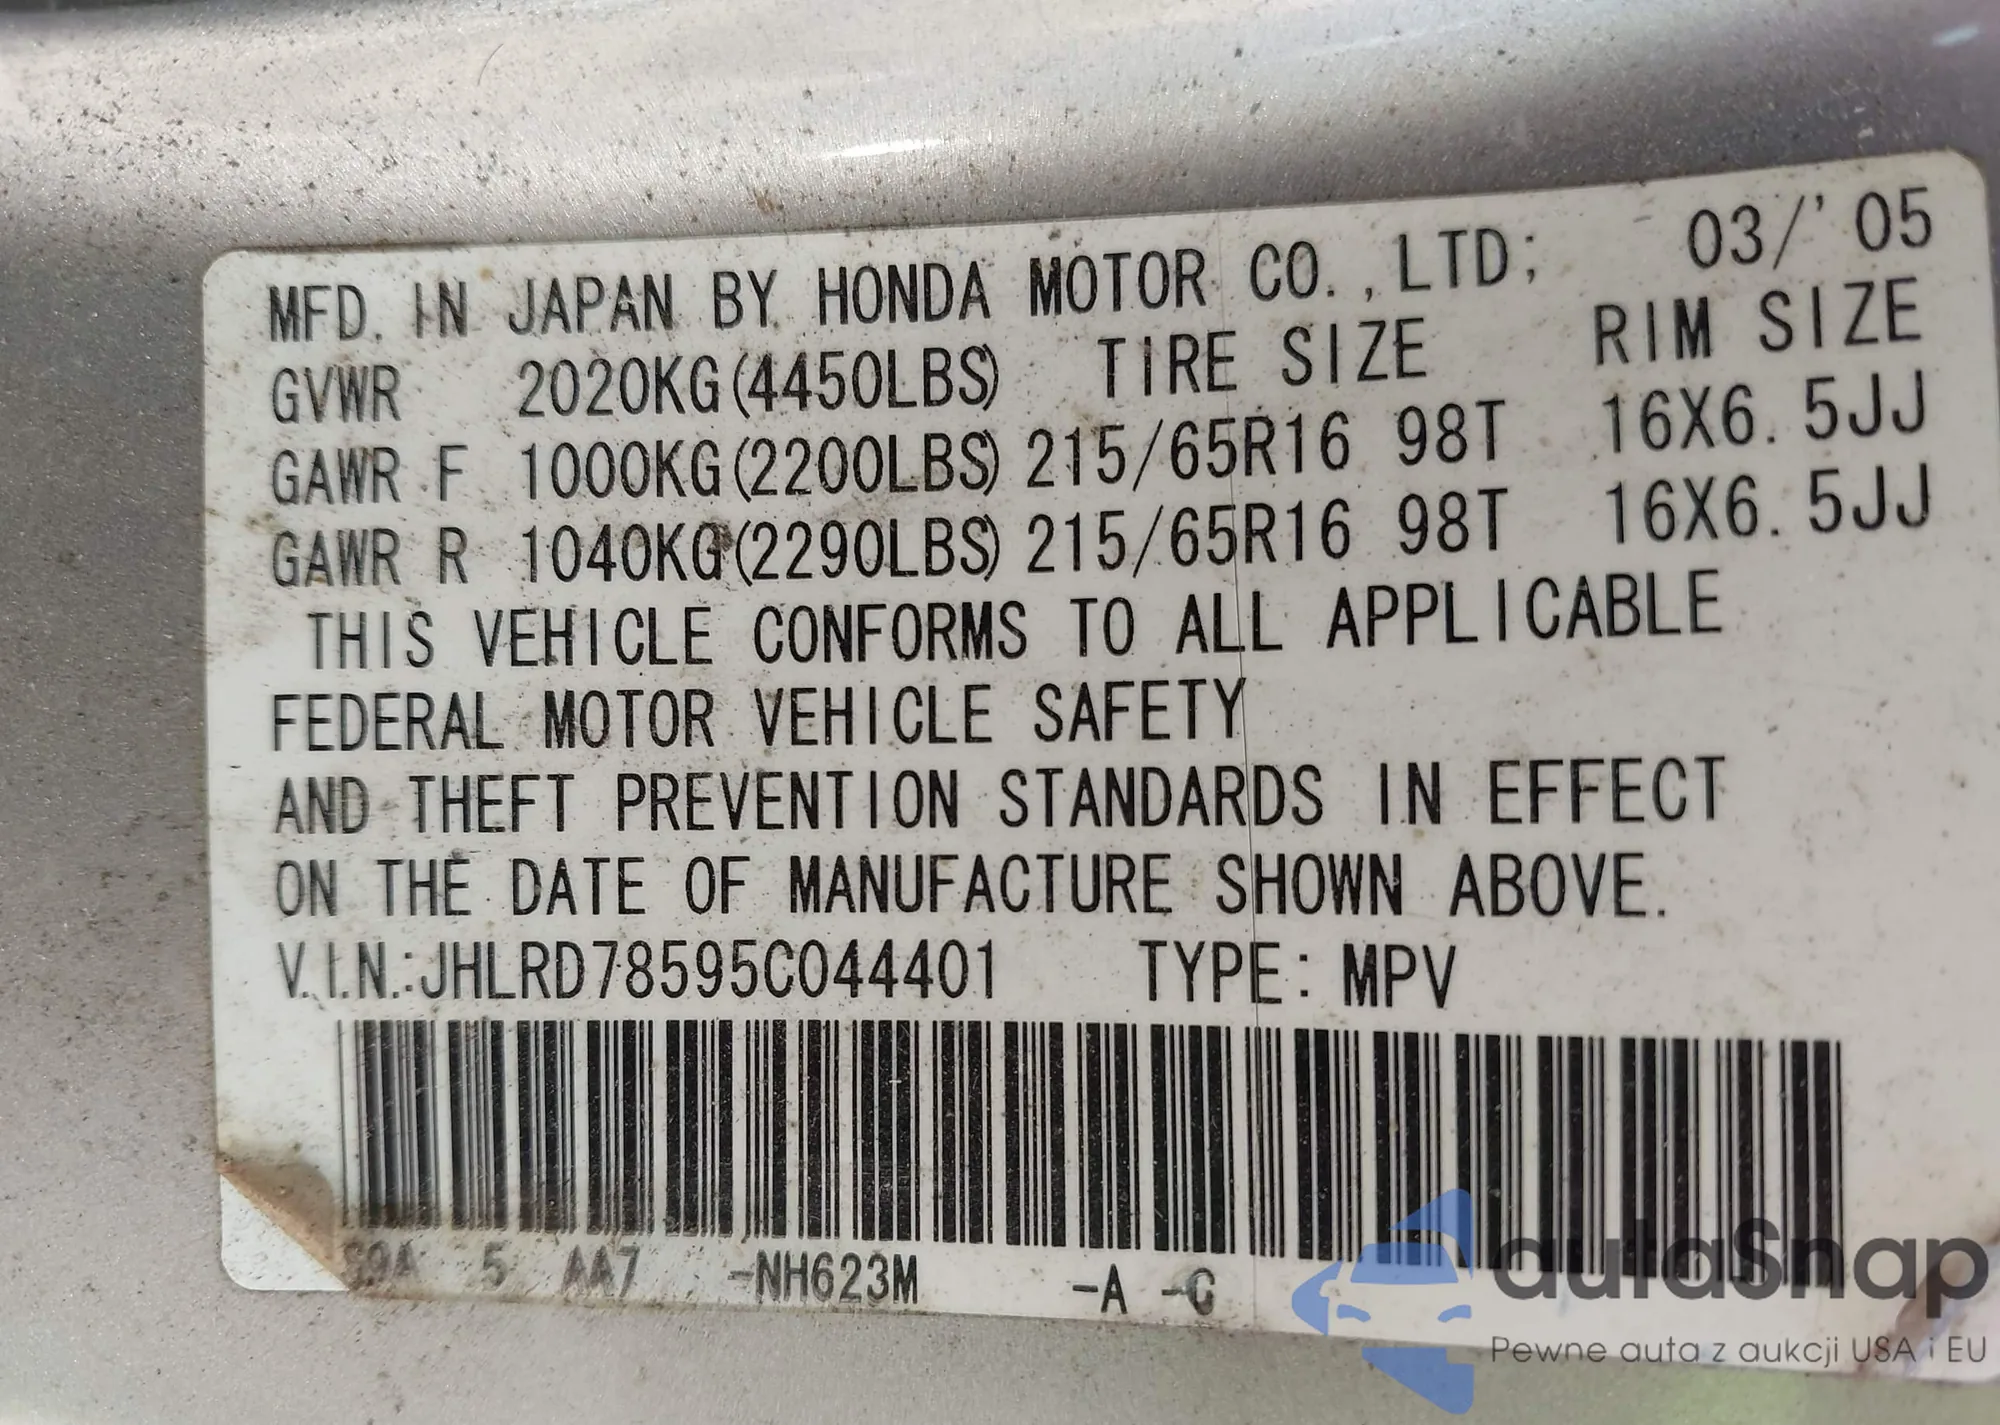 MFD. IN JAPAN BY HONDA MOTOR CO.,LTD; 03/'05
GVWR 2020KG(4450LBS) TIRE SIZE RIM SIZE
GAWR F 1000KG(2200LBS) 215/65R16 98T 16X6.5JJ
GAWR R 1040KG(2290LBS) 215/65R16 98T 16X6.5JJ
THIS VEHICLE CONFORMS TO ALL APPLICABLE
FEDERAL MOTOR VEHICLE SAFETY
AND THEFT PREVENTION STANDARDS IN EFFECT
ON THE DATE OF MANUFACTURE SHOWN ABOVE.
V.I.N.:JHLRD78595C044401 TYPE: MPV
S9A 5 AA7 -NH623M -A -C
autaSnap
Pewne auta z aukcji USA i EU